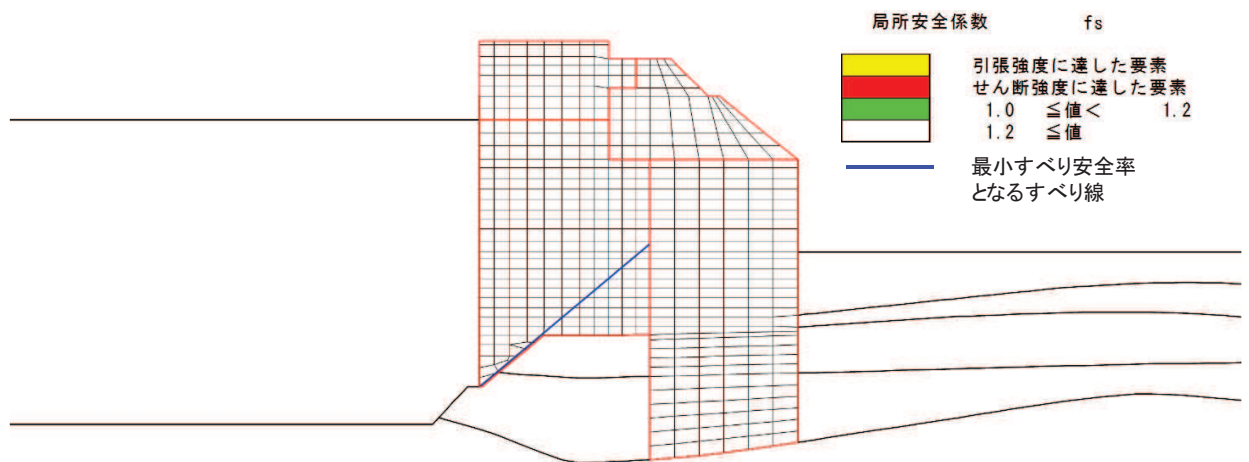 局所安全係数 fs
引張強度に達した要素
せん断強度に達した要素
1.0 ≦値< 1.2
1.2 ≦値
最小すべり安全率
となるすべり線